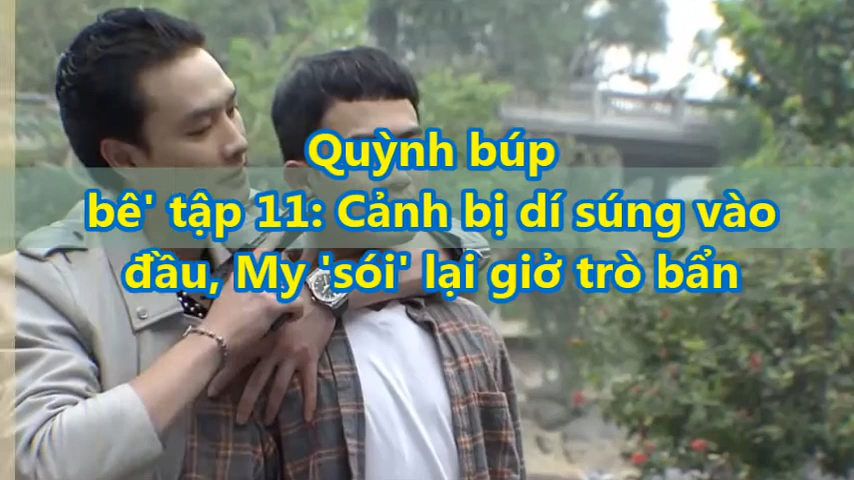 Quỳnh búp
bê' tập 11: Cảnh bị dí súng vào
đầu, My 'sói' lại giở trò bẩn